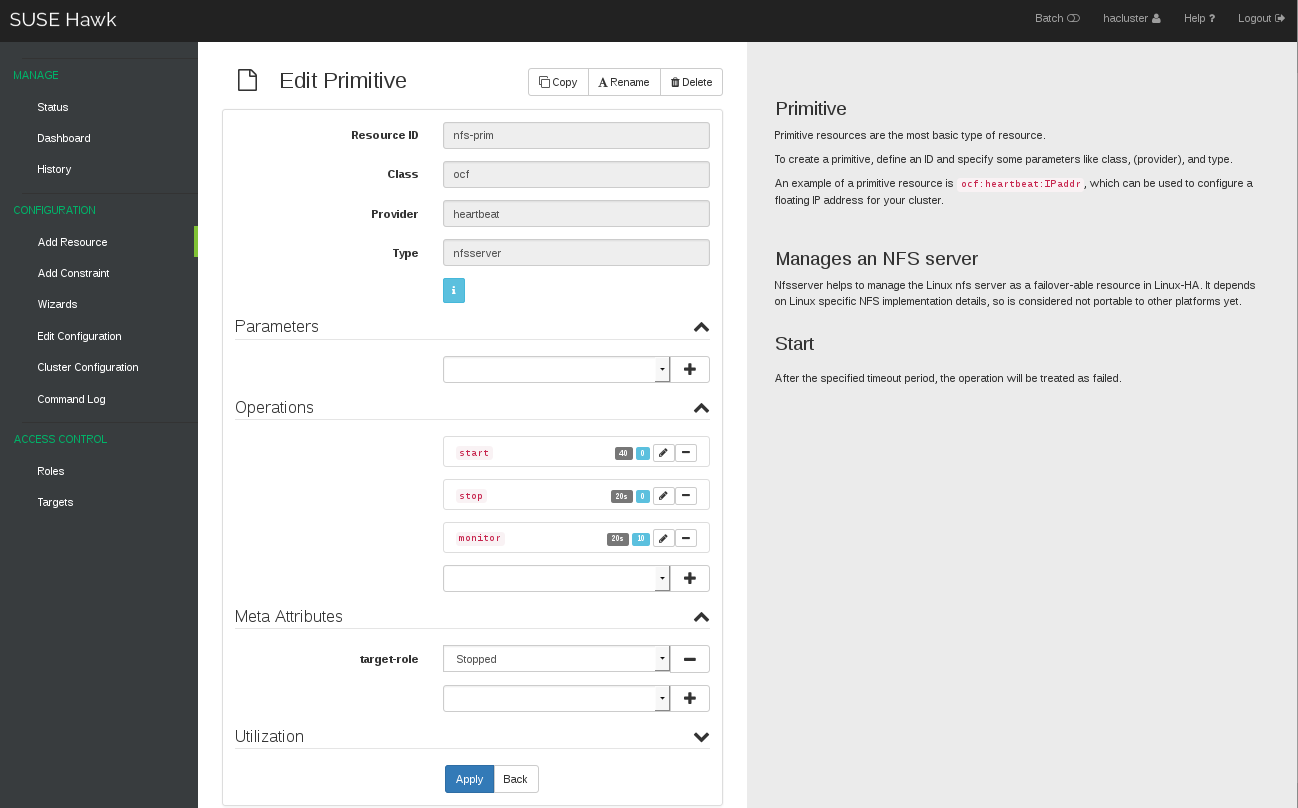 SUSE Hawk
Batch
hacluster
Help ?
Logout
MANAGE
Status
Dashboard
History
CONFIGURATION
Add Resource
Add Constraint
Wizards
Edit Configuration
Cluster Configuration
Command Log
ACCESS CONTROL
Roles
Targets
Edit Primitive
Copy
Rename
Delete
Resource ID
nfs-prim
Class
ocf
Provider
heartbeat
Type
nfsserver
i
Parameters
Operations
start 40 0
stop 20s 0
monitor 20s 10
Meta Attributes
target-role
Stopped
Utilization
Apply
Back
Primitive
Primitive resources are the most basic type of resource.
To create a primitive, define an ID and specify some parameters like class, (provider), and type.
An example of a primitive resource is ocf:heartbeat:IPaddr, which can be used to configure a
floating IP address for your cluster.
Manages an NFS server
Nfsserver helps to manage the Linux nfs server as a failover-able resource in Linux-HA. It depends
on Linux specific NFS implementation details, so is considered not portable to other platforms yet.
Start
After the specified timeout period, the operation will be treated as failed.